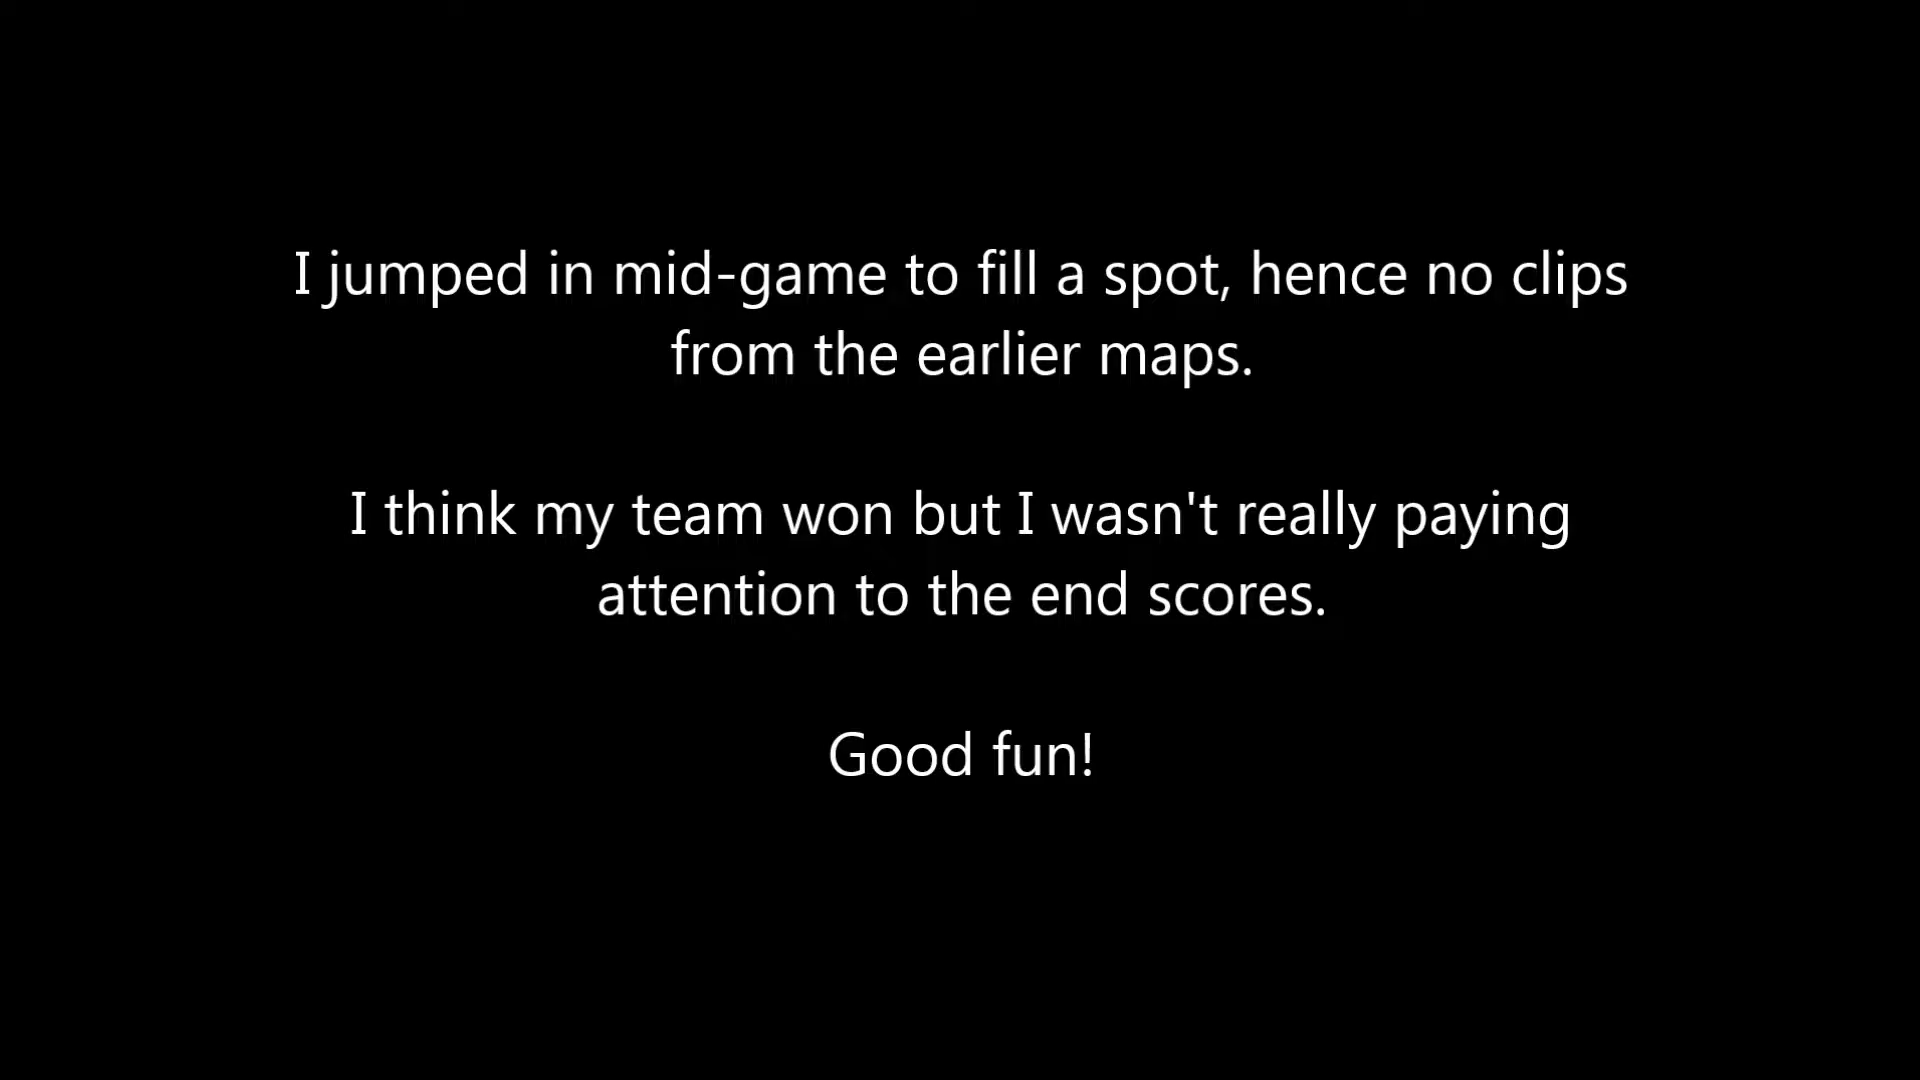 I jumped in mid-game to fill a spot, hence no clips
from the earlier maps.
I think my team won but I wasn't really paying
attention to the end scores.
Good fun!